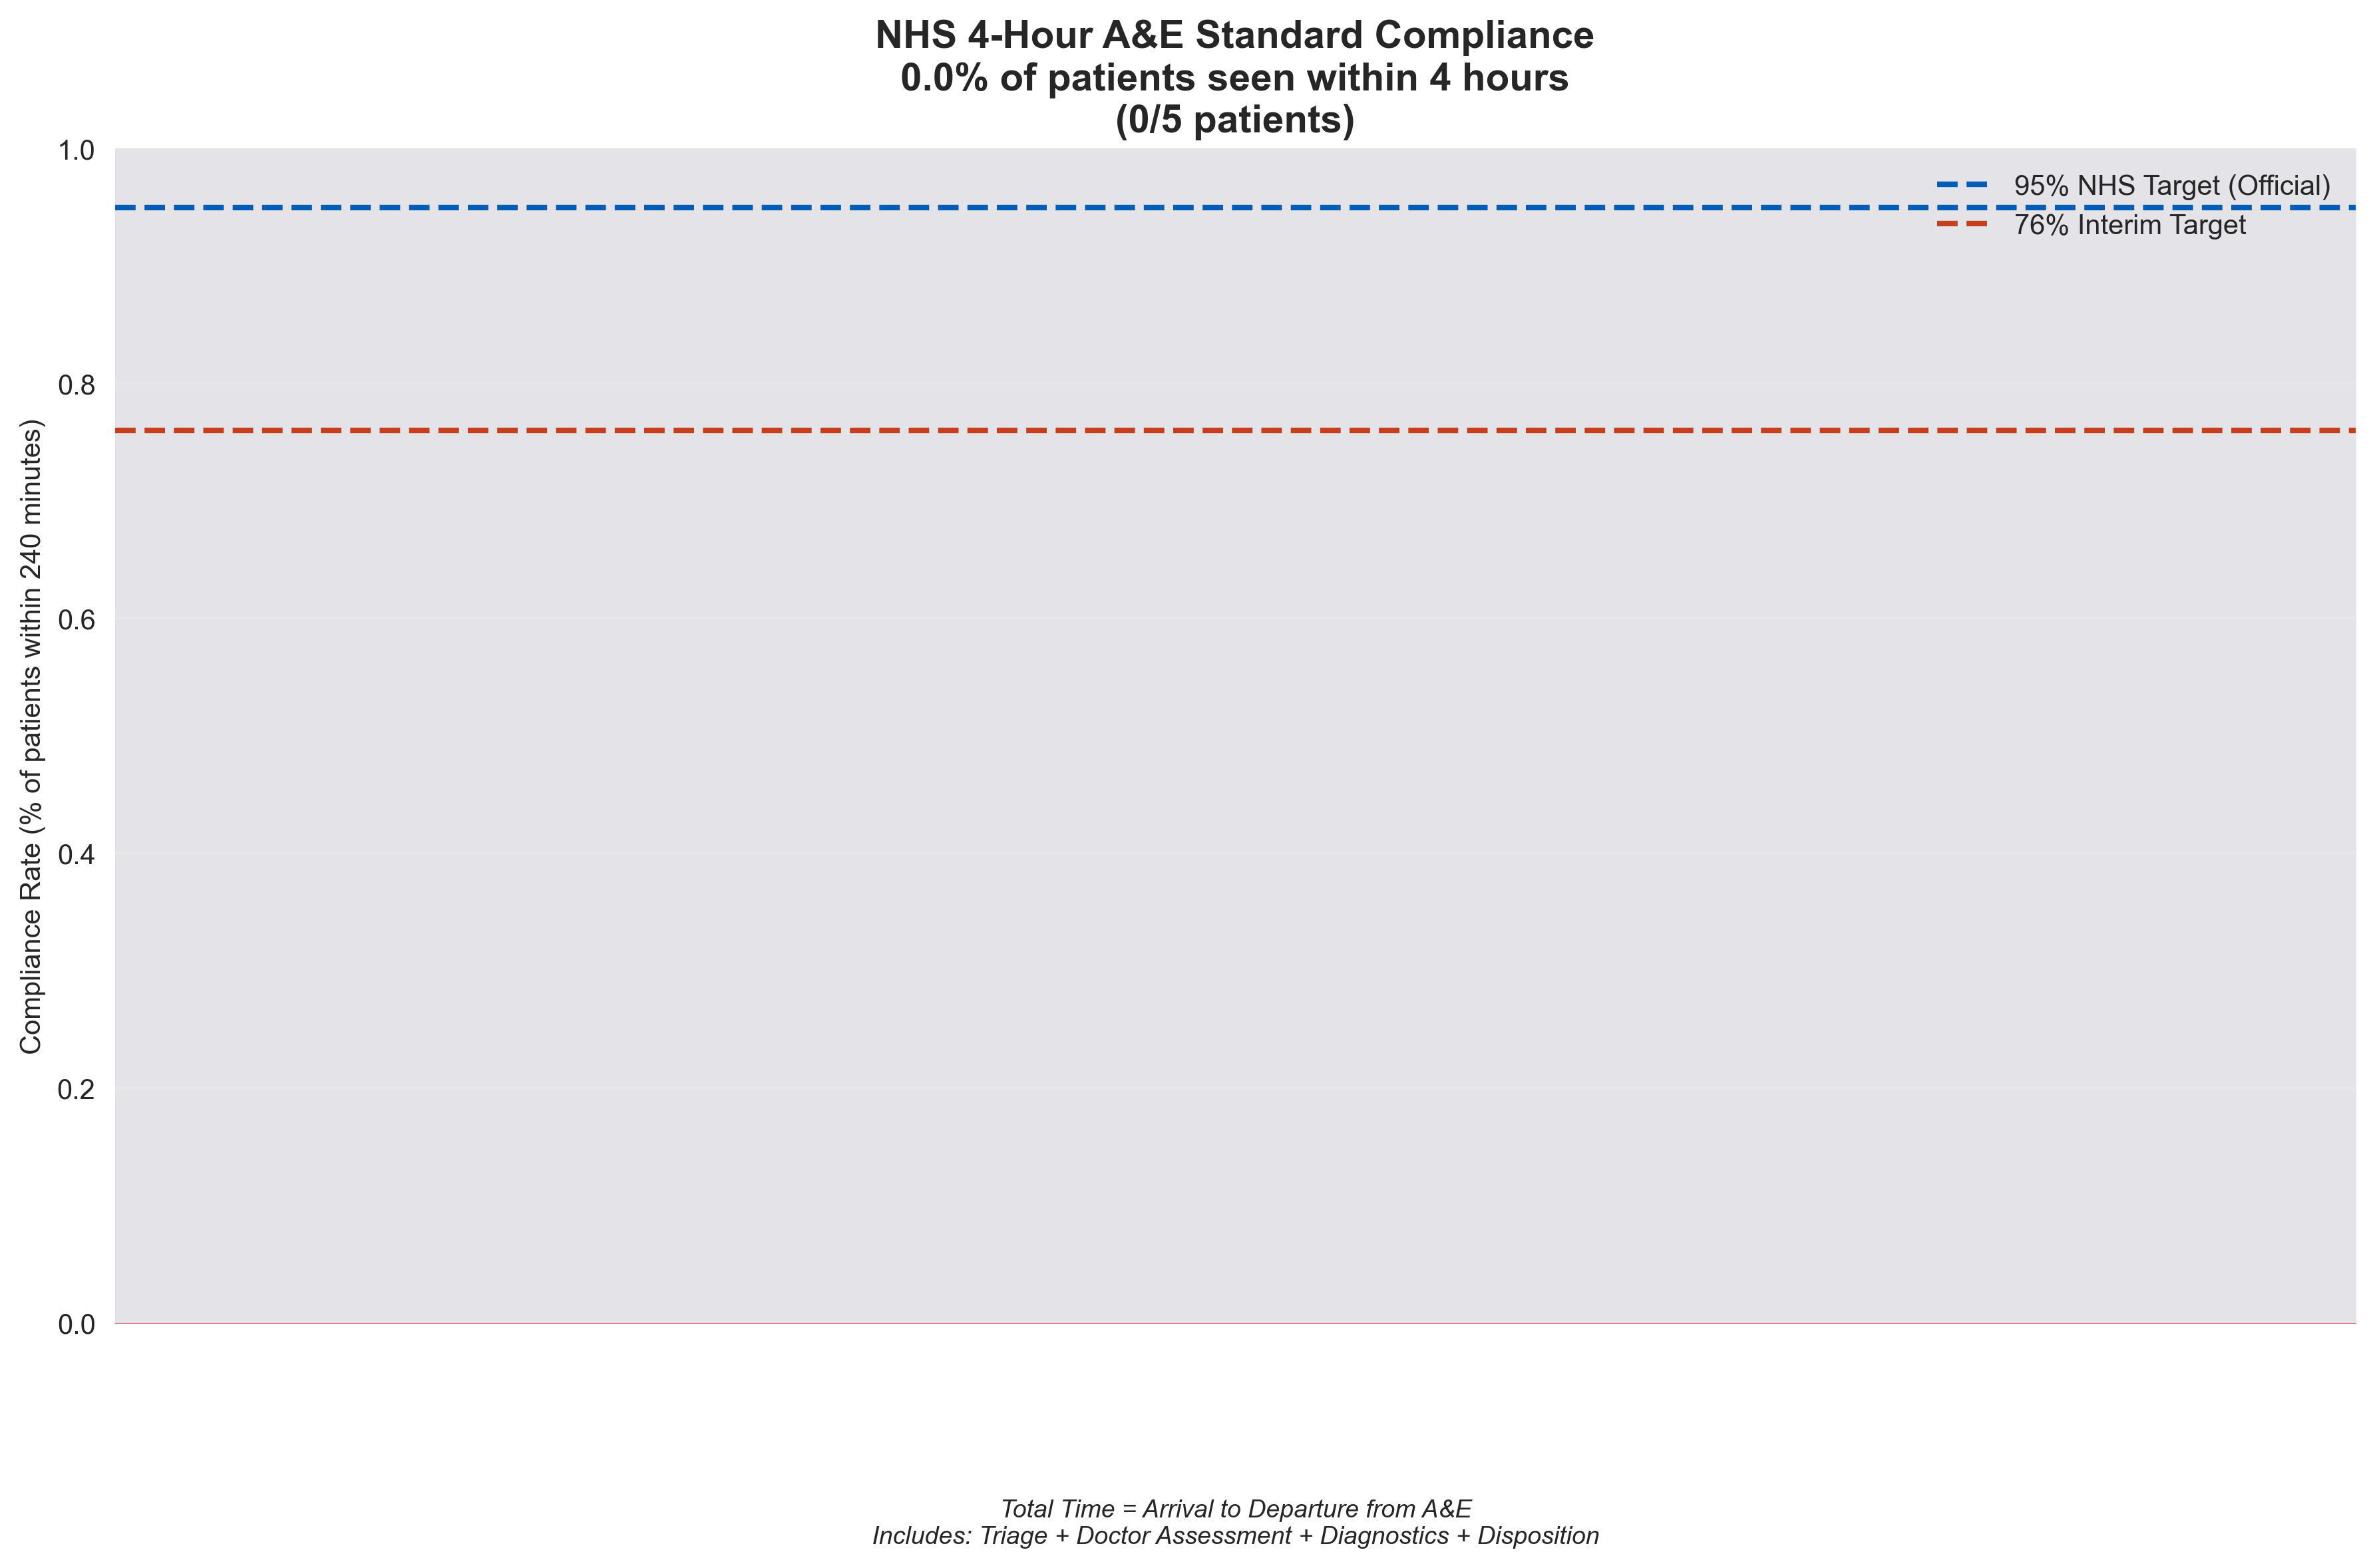 NHS 4-Hour A&E Standard Compliance
0.0% of patients seen within 4 hours
(0/5 patients)
1.0
0.8
0.6
0.4
0.2
0.0
Compliance Rate (% of patients within 240 minutes)
95% NHS Target (Official)
76% Interim Target
Total Time = Arrival to Departure from A&E
Includes: Triage + Doctor Assessment + Diagnostics + Disposition